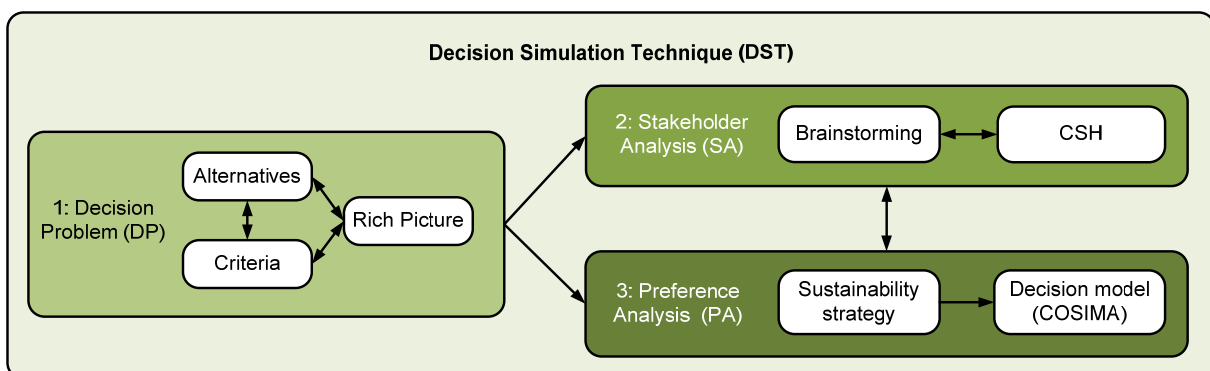 Decision Simulation Technique (DST)
1: Decision
Problem (DP)
Alternatives
Criteria
Rich Picture
2: Stakeholder
Analysis (SA)
Brainstorming
CSH
3: Preference
Analysis  (PA)
Sustainability
strategy
Decision model
(COSIMA)